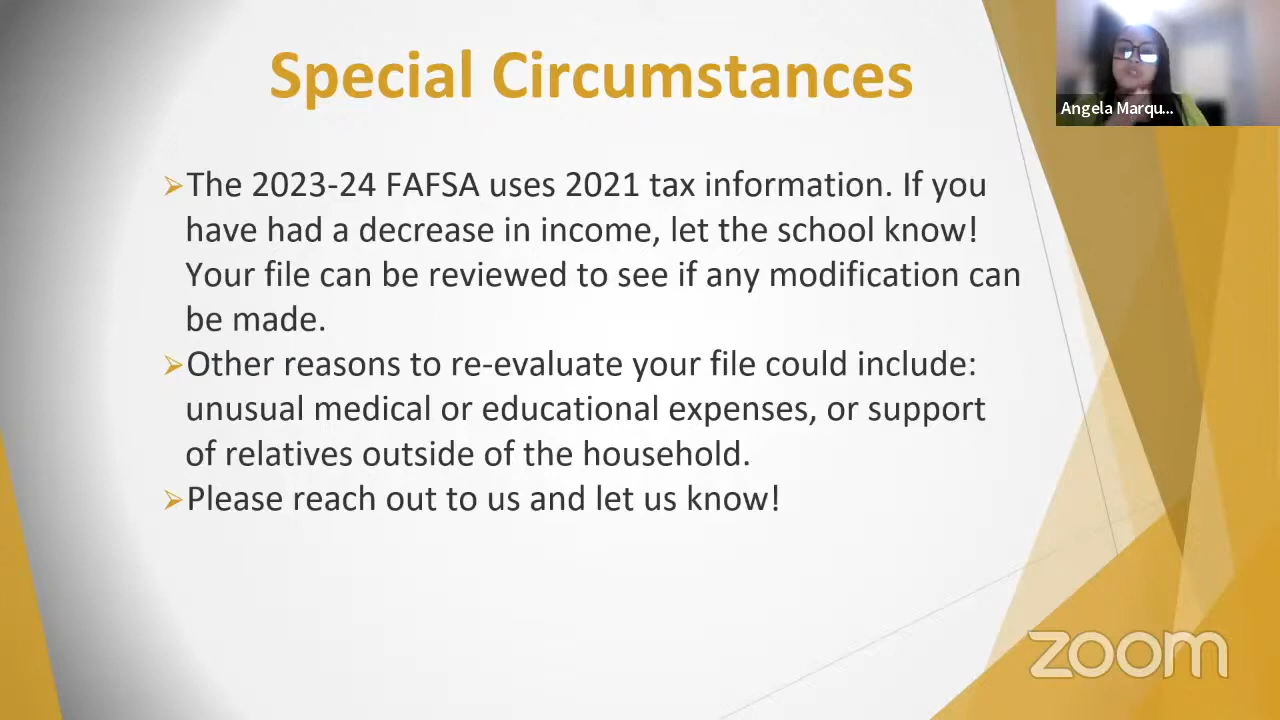 Special Circumstances
Angela Marqu...
The 2023-24 FAFSA uses 2021 tax information. If you
have had a decrease in income, let the school know!
Your file can be reviewed to see if any modification can
be made.
Other reasons to re-evaluate your file could include:
unusual medical or educational expenses, or support
of relatives outside of the household.
Please reach out to us and let us know!
zoom